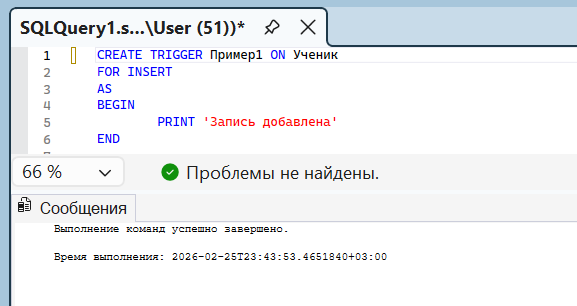 SQLQuery1.s...\User (51))*
1 CREATE TRIGGER Пример1 ON Ученик
2 FOR INSERT
3 AS
4 BEGIN
5 PRINT 'Запись добавлена'
6 END
66 %
Проблемы не найдены.
Сообщения
Выполнение команд успешно завершено.
Время выполнения: 2026-02-25T23:43:53.4651840+03:00